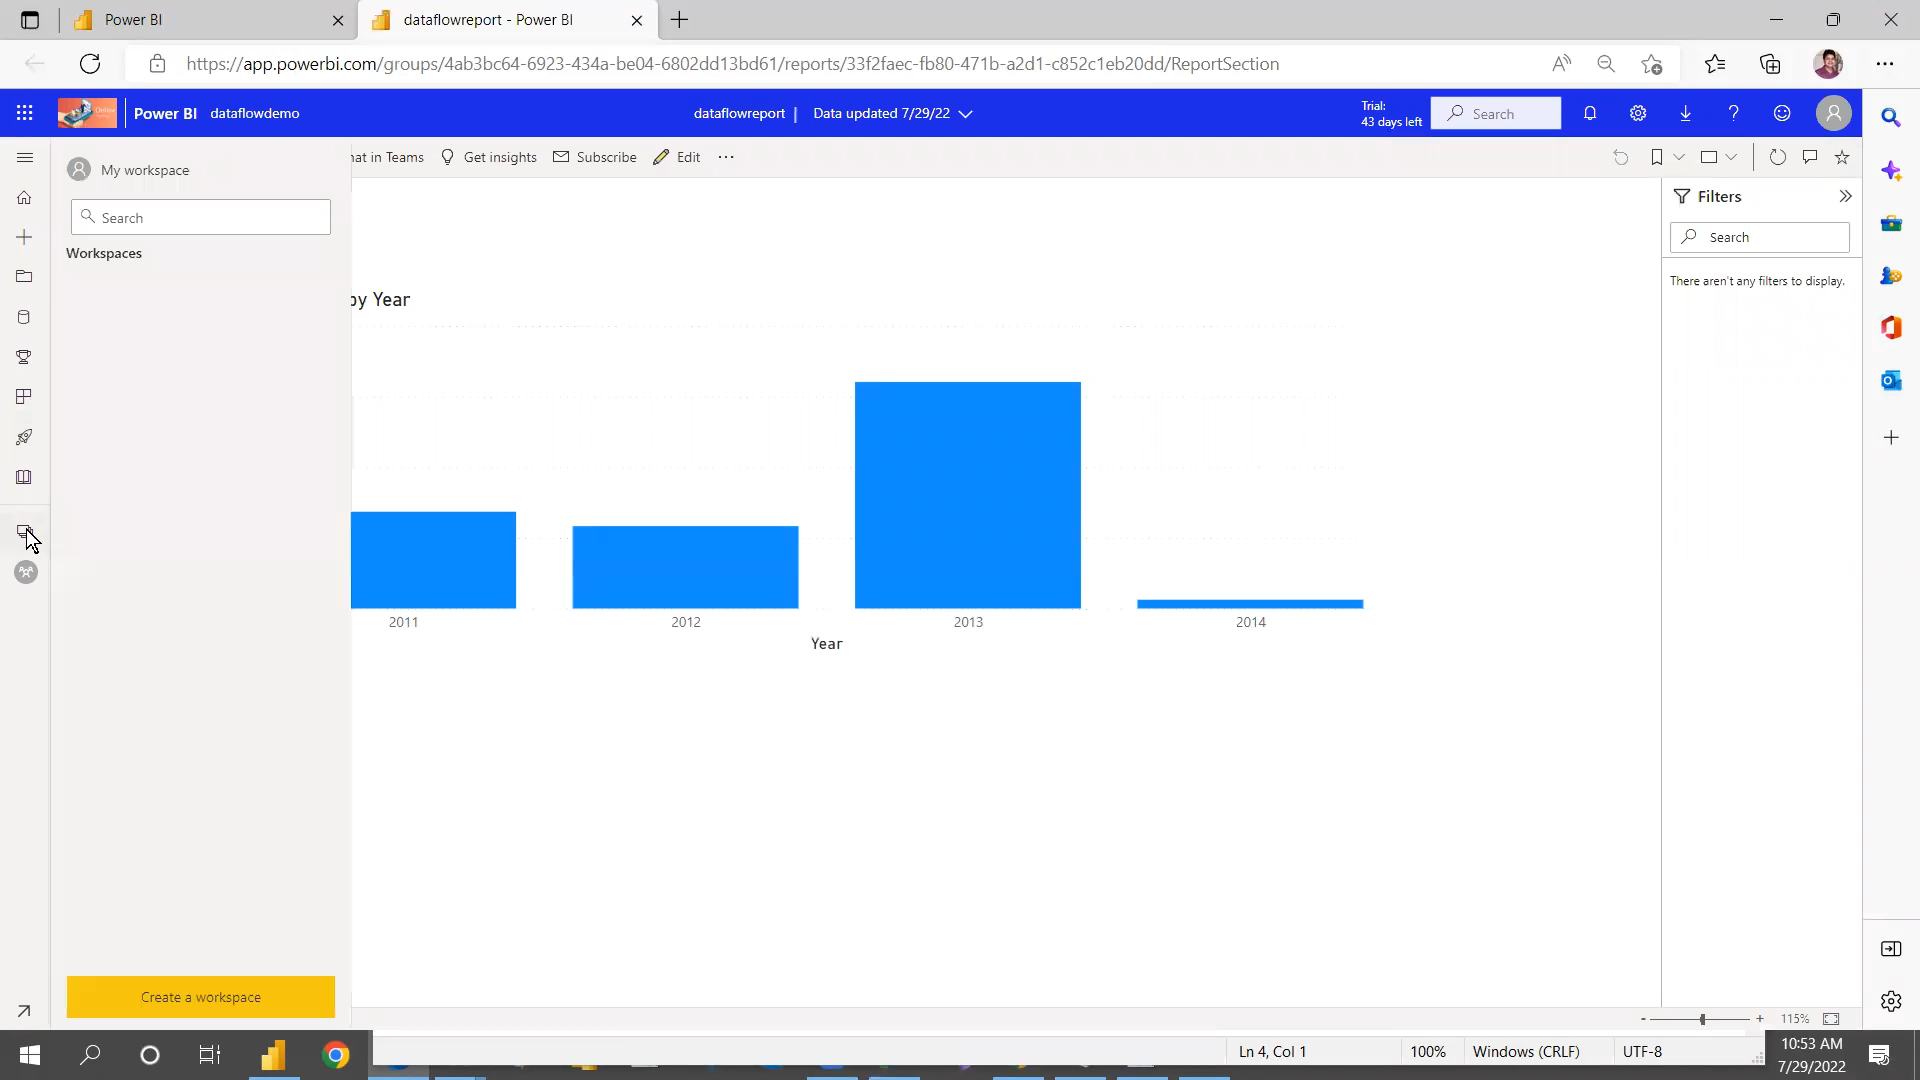 Power BI
dataflowreport - Power BI
https://app.powerbi.com/groups/4ab3bc64-6923-434a-be04-6802dd13bd61/reports/33f2faec-fb80-471b-a2d1-c852c1eb20dd/ReportSection
Power BI dataflowdemo
dataflowreport | Data updated 7/29/22
Trial:
43 days left
Search
My workspace
hat in Teams Get insights Subscribe Edit ...
Filters
Search
Search
Workspaces
There aren't any filters to display.
by Year
2011 2012 2013 2014
Year
Create a workspace
- + 115%
Ln 4, Col 1 100% Windows (CRLF) UTF-8
10:53 AM
7/29/2022